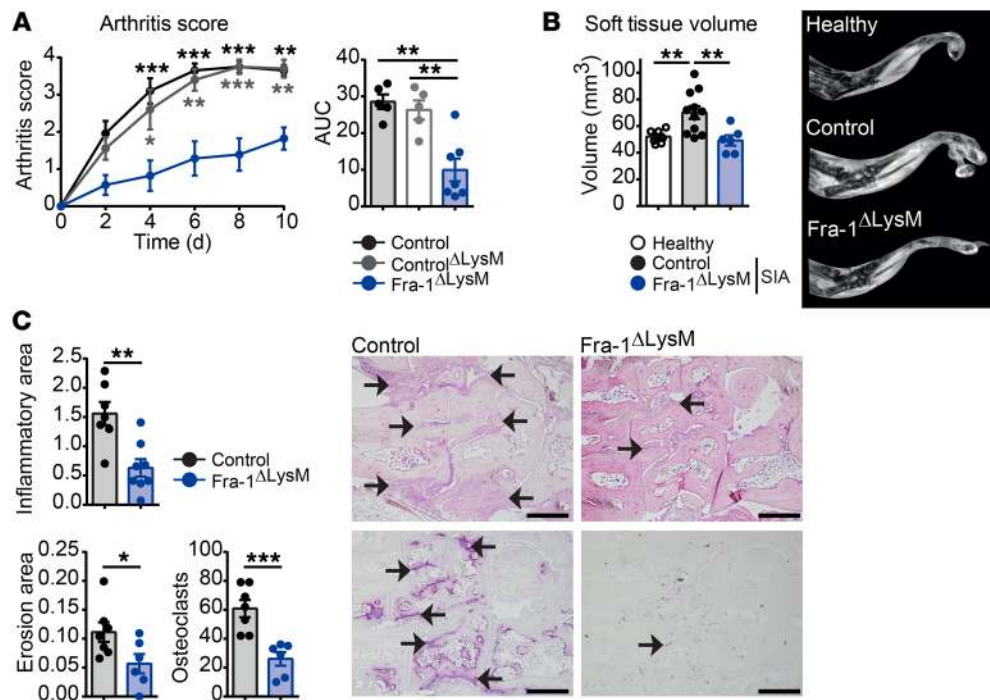 A
Arthritis score
Arthritis score
4
3
2
1
0
*** *** *** **
* ** *** **
0 2 4 6 8 10
Time (d)
AUC
40
30
20
10
0
**
**
Control
Control ΔLysM
Fra-1 ΔLysM
B
Soft tissue volume
Volume (mm³)
100
80
60
40
20
0
** **
Healthy
Control
Fra-1 ΔLysM SIA
Healthy
Control
Fra-1 ΔLysM
C
Inflammatory area
2.5
2.0
1.5
1.0
0.5
0.0
**
Control
Fra-1 ΔLysM
Erosion area
0.25
0.20
0.15
0.10
0.05
0.00
*
Osteoclasts
100
80
60
40
20
0
***
Control
Fra-1 ΔLysM